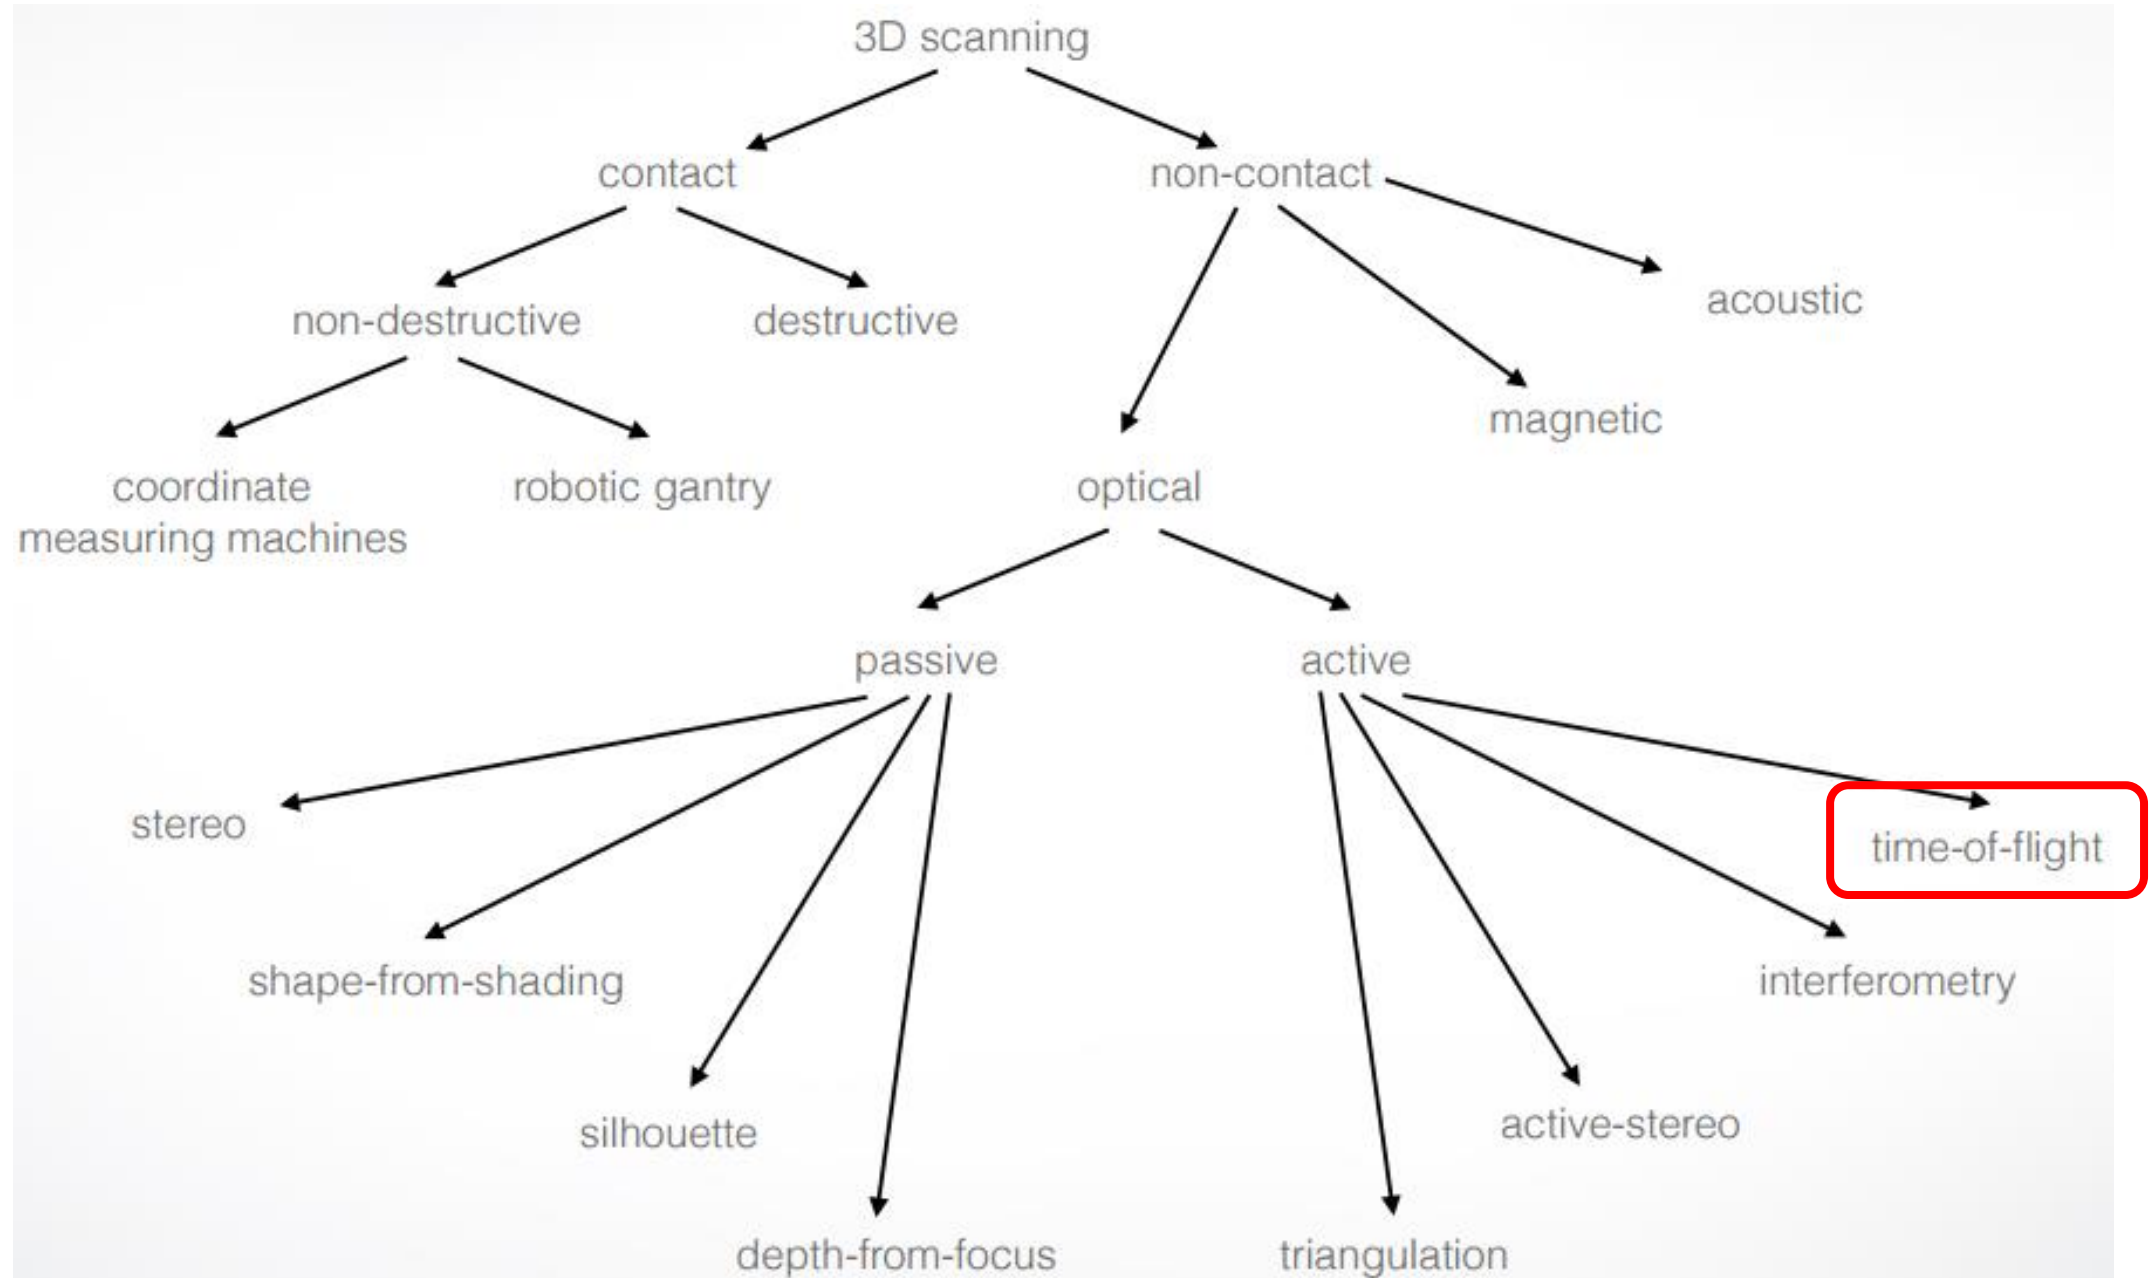 3D scanning
contact
non-contact
acoustic
non-destructive
destructive
magnetic
coordinate
measuring machines
robotic gantry
optical
passive
active
stereo
time-of-flight
shape-from-shading
interferometry
silhouette
active-stereo
depth-from-focus
triangulation